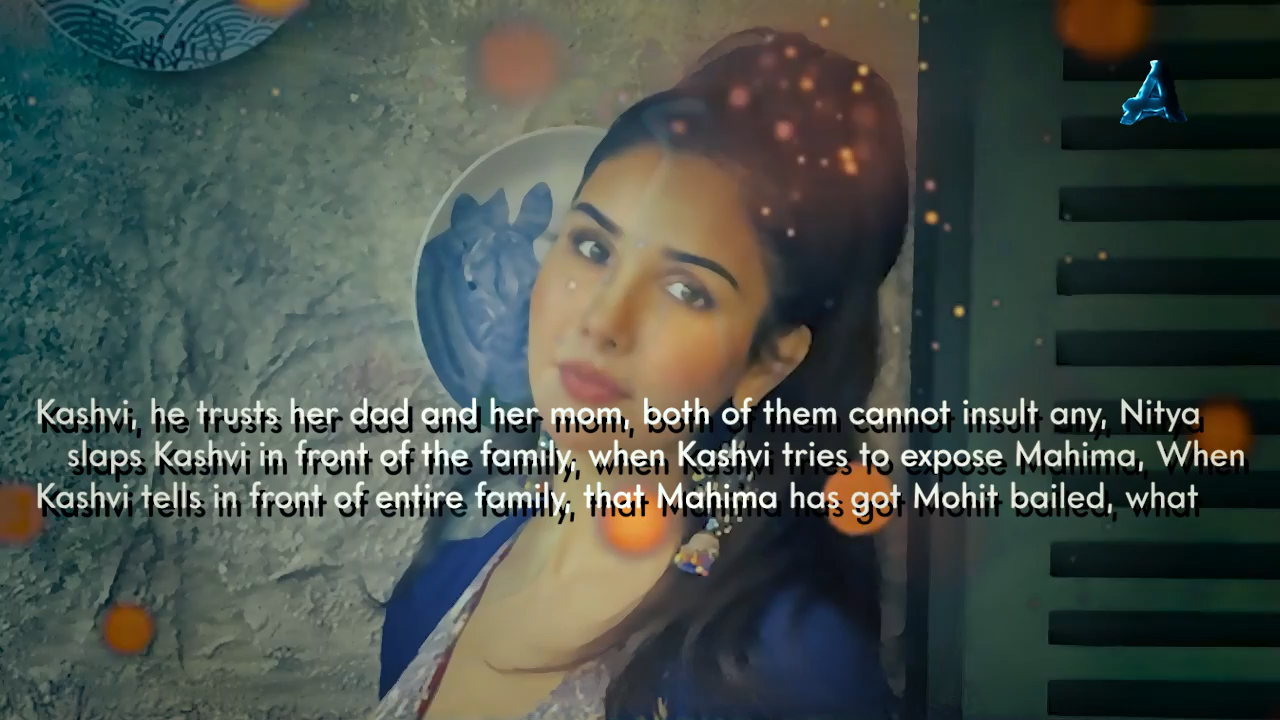 A
Kashvi, he trusts her dad and her mom, both of them cannot insult any, Nitya
slaps Kashvi in front of the family, when Kashvi tries to expose Mahima, When
Kashvi tells in front of entire family, that Mahima has got Mohit bailed, what